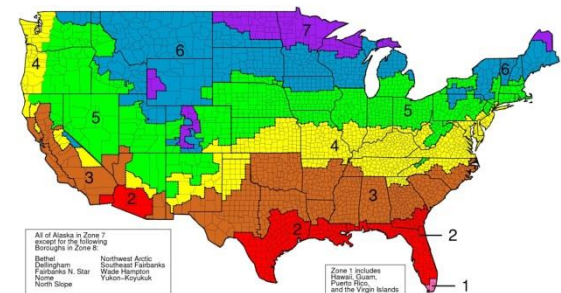 7
6
6
4
5
5
4
3
3
2
2
2
1
All of Alaska in Zone 7
except for the following
Boroughs in Zone 8:
Bethel Northwest Arctic
Dellingham Southeast Fairbanks
Fairbanks N. Star Wade Hampton
Nome Yukon-Koyukuk
North Slope
Zone 1 includes
Hawaii, Guam,
Puerto Rico,
and the Virgin Islands